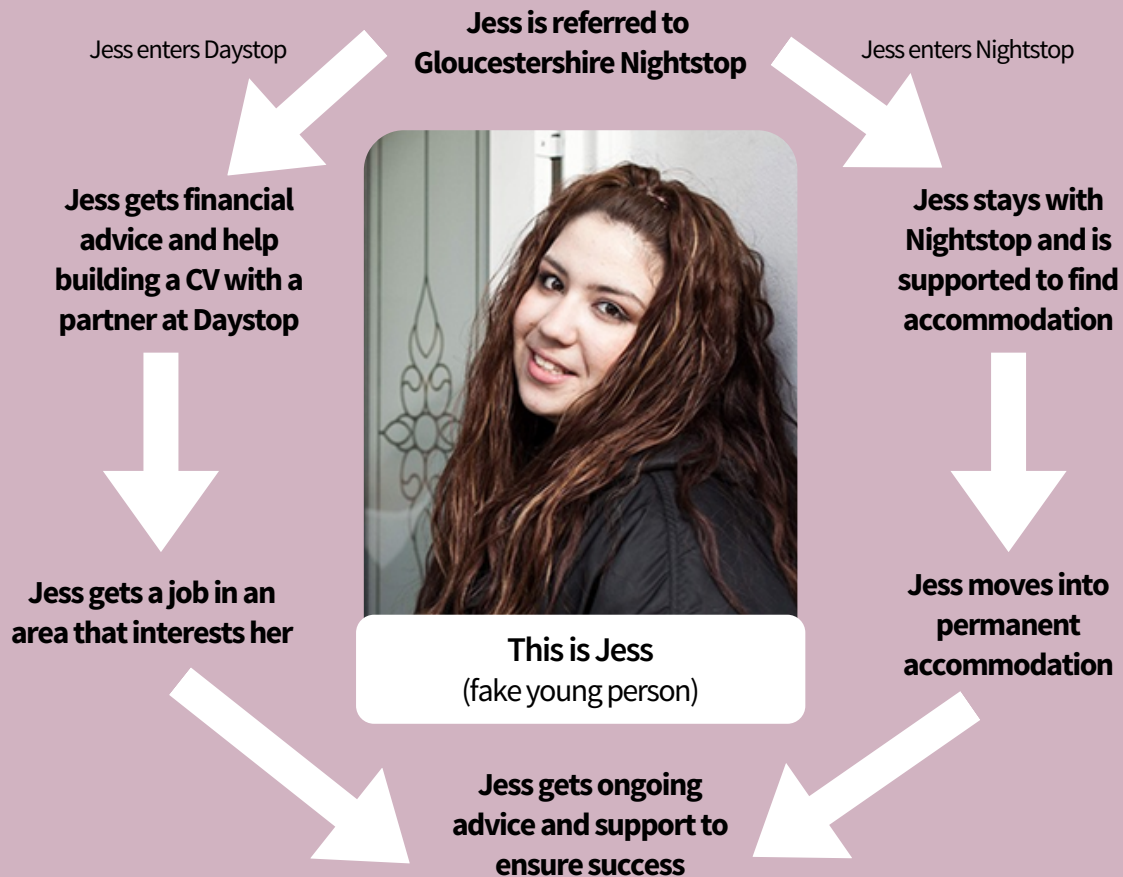 Jess is referred to
Gloucestershire Nightstop
Jess enters Daystop
Jess enters Nightstop
Jess gets financial
advice and help
building a CV with a
partner at Daystop
Jess stays with
Nightstop and is
supported to find
accommodation
Jess gets a job in an
area that interests her
Jess moves into
permanent
accommodation
This is Jess
(fake young person)
Jess gets ongoing
advice and support to
ensure success